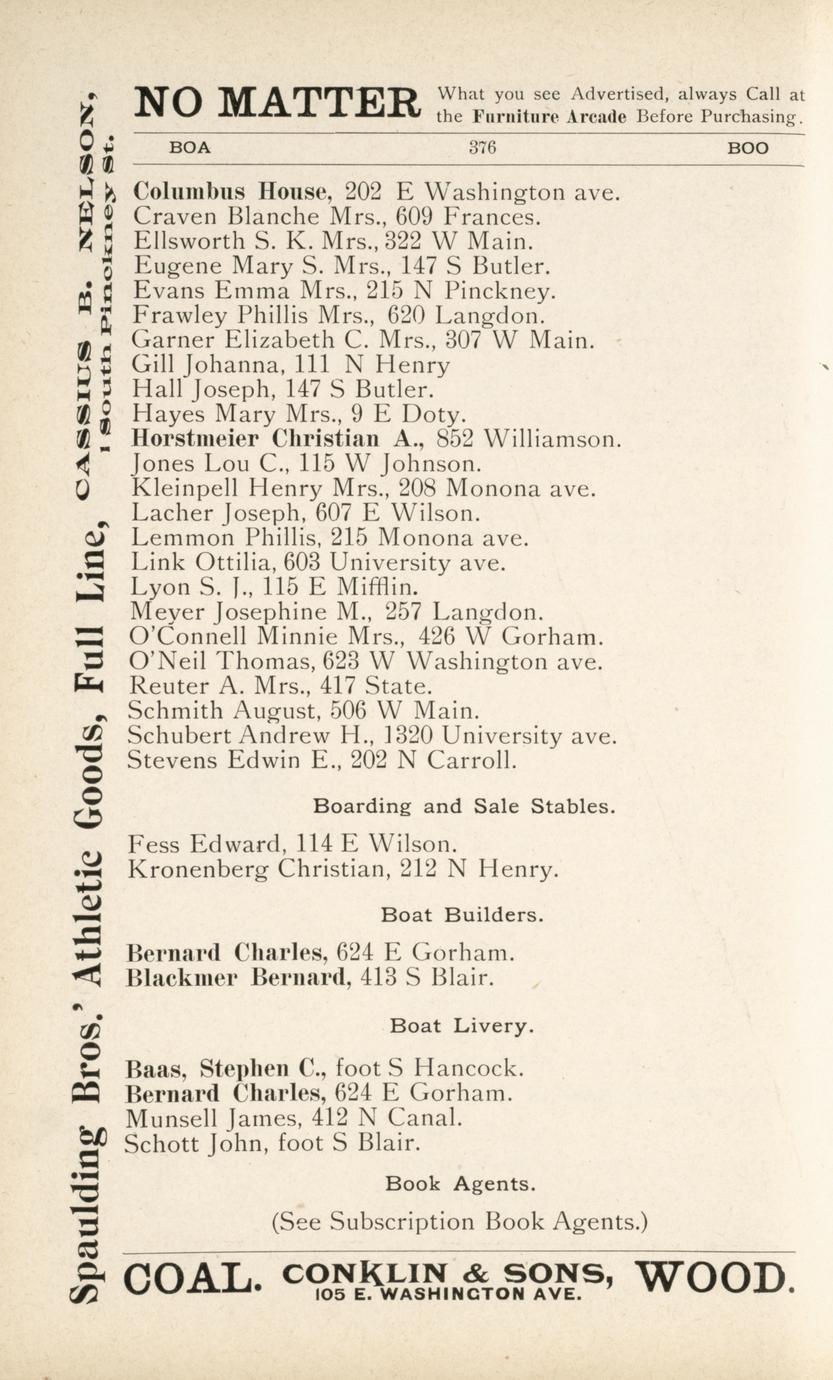 NO MATTER What you see Advertised, always Call at
the Furniture Arcade Before Purchasing.
BOA 376 BOO
Columbus House, 202 E Washington ave.
Craven Blanche Mrs., 609 Frances.
Ellsworth S. K. Mrs., 322 W Main.
Eugene Mary S. Mrs., 147 S Butler.
Evans Emma Mrs., 215 N Pinckney.
Frawley Phillis Mrs., 620 Langdon.
Garner Elizabeth C. Mrs., 307 W Main.
Gill Johanna, 111 N Henry
Hall Joseph, 147 S Butler.
Hayes Mary Mrs., 9 E Doty.
Horstmeier Christian A., 852 Williamson.
Jones Lou C., 115 W Johnson.
Kleinpell Henry Mrs., 208 Monona ave.
Lacher Joseph, 607 E Wilson.
Lemmon Phillis, 215 Monona ave.
Link Ottilia, 603 University ave.
Lyon S. J., 115 E Mifflin.
Meyer Josephine M., 257 Langdon.
O'Connell Minnie Mrs., 426 W Gorham.
O'Neil Thomas, 623 W Washington ave.
Reuter A. Mrs., 417 State.
Schmith August, 506 W Main.
Schubert Andrew H., 1320 University ave.
Stevens Edwin E., 202 N Carroll.
Boarding and Sale Stables.
Fess Edward, 114 E Wilson.
Kronenberg Christian, 212 N Henry.
Boat Builders.
Bernard Charles, 624 E Gorham.
Blackmer Bernard, 413 S Blair.
Boat Livery.
Baas, Stephen C., foot S Hancock.
Bernard Charles, 624 E Gorham.
Munsell James, 412 N Canal.
Schott John, foot S Blair.
Book Agents.
(See Subscription Book Agents.)
COAL. CONKLIN & SONS, WOOD.
105 E. WASHINGTON AVE.
Spaulding Bros.' Athletic Goods, Full Line, CASSIUS B. NELSON,
1 South Pinckney St.